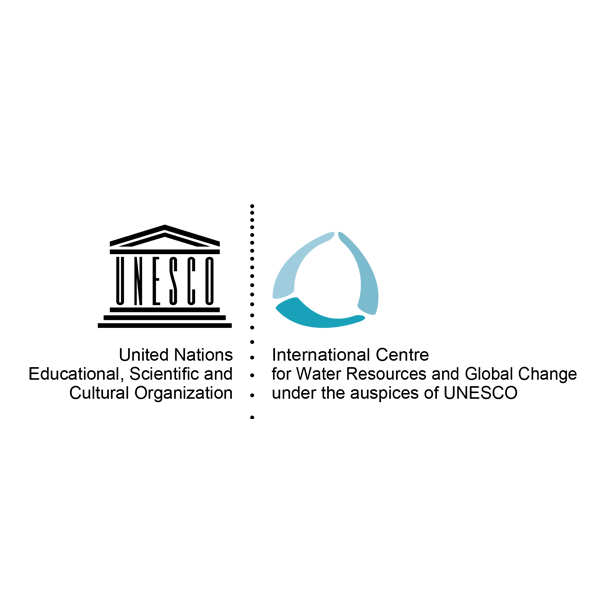 UNESCO
United Nations
Educational, Scientific and
Cultural Organization
International Centre
for Water Resources and Global Change
under the auspices of UNESCO